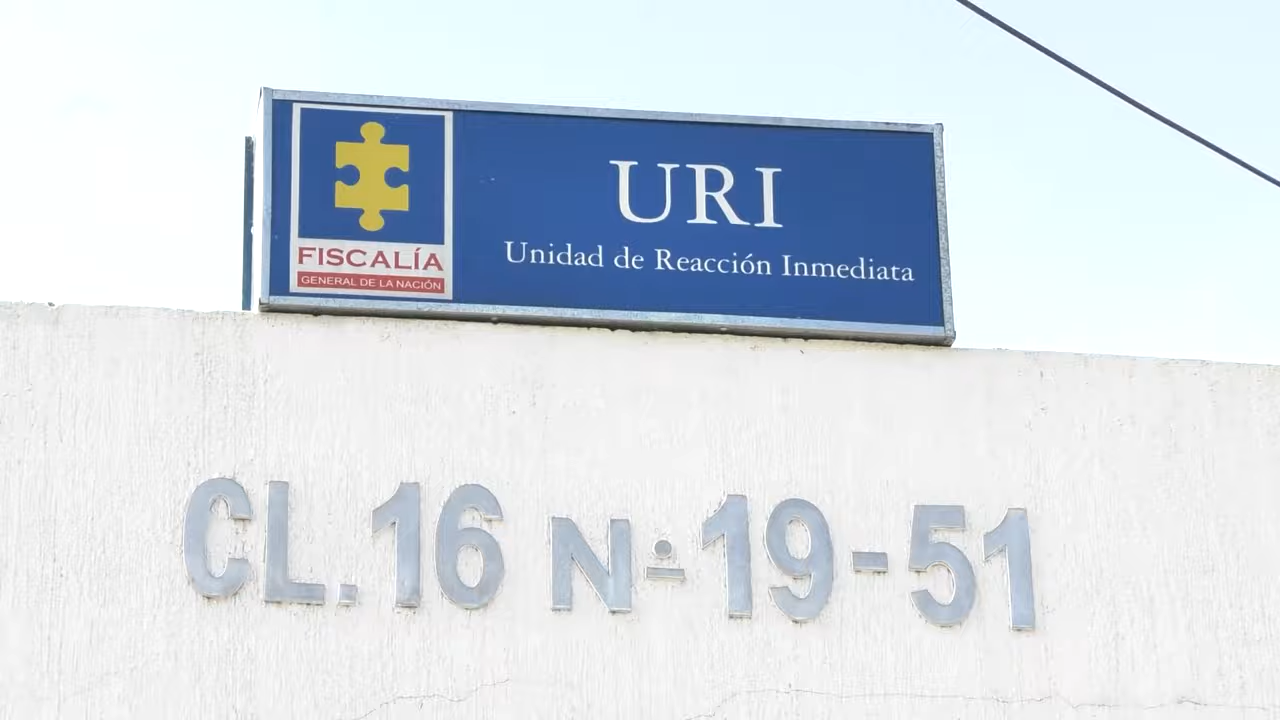 URI
Unidad de Reacción Inmediata
FISCALÍA
GENERAL DE LA NACIÓN
CL.16 Nº 19-51